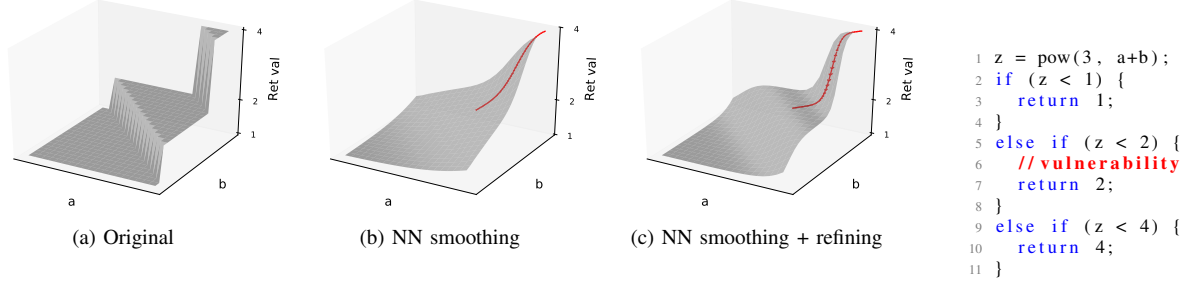 4
2
1
Ret val
a
b
(a) Original
4
2
1
Ret val
a
b
(b) NN smoothing
4
2
1
Ret val
a
b
(c) NN smoothing + refining
1 z = pow(3, a+b);
2 if (z < 1) {
3 return 1;
4 }
5 else if (z < 2) {
6 //vulnerability
7 return 2;
8 }
9 else if (z < 4) {
10 return 4;
11 }